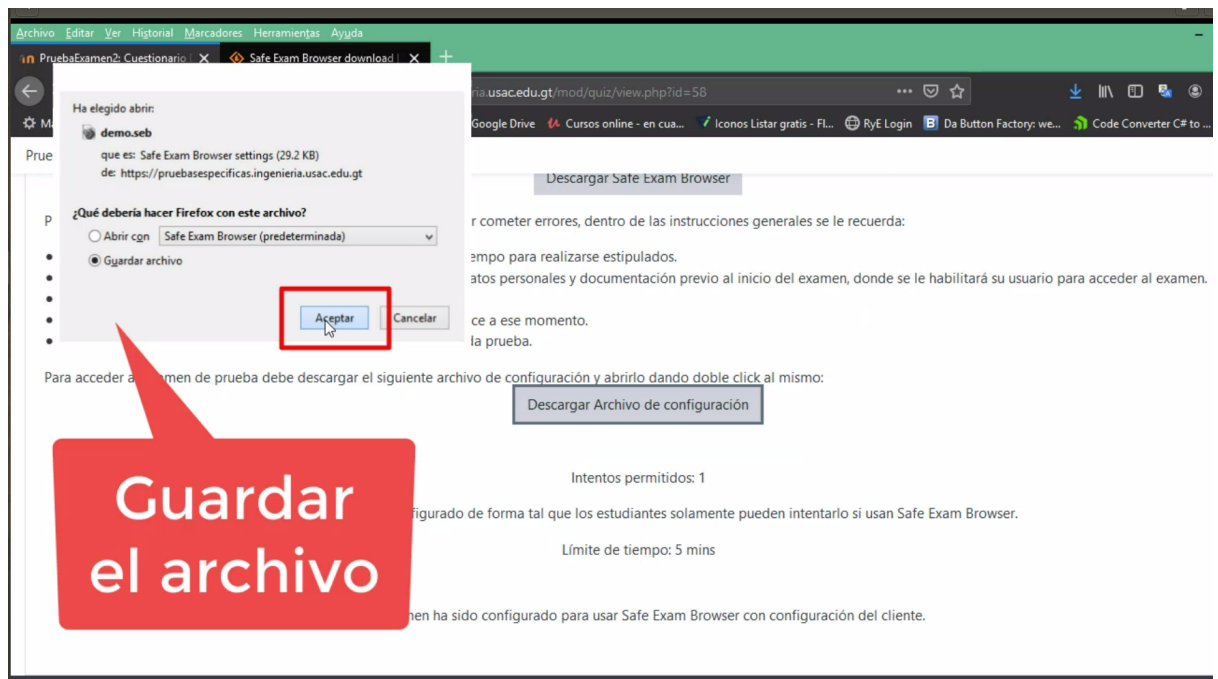 Archivo Editar Ver Historial Marcadores Herramientas Ayuda
PruebaExamen2: Cuestionario
Safe Exam Browser download |
ria.usac.edu.gt/mod/quiz/view.php?id=58
Google Drive
Cursos online - en cua...
Iconos Listar gratis - Fl...
RyE Login
Da Button Factory: we...
Code Converter C# to ...
Prue
Ha elegido abrir:
demo.seb
que es: Safe Exam Browser settings (29.2 KB)
de: https://pruebasespecificas.ingenieria.usac.edu.gt
¿Qué debería hacer Firefox con este archivo?
Abrir con Safe Exam Browser (predeterminada)
Guardar archivo
Aceptar Cancelar
Descargar Safe Exam Browser
r cometer errores, dentro de las instrucciones generales se le recuerda:
empo para realizarse estipulados.
atos personales y documentación previo al inicio del examen, donde se le habilitará su usuario para acceder al examen.
ce a ese momento.
la prueba.
Para acceder a men de prueba debe descargar el siguiente archivo de configuración y abrirlo dando doble click al mismo:
Descargar Archivo de configuración
Intentos permitidos: 1
figurado de forma tal que los estudiantes solamente pueden intentarlo si usan Safe Exam Browser.
Límite de tiempo: 5 mins
men ha sido configurado para usar Safe Exam Browser con configuración del cliente.
Guardar
el archivo